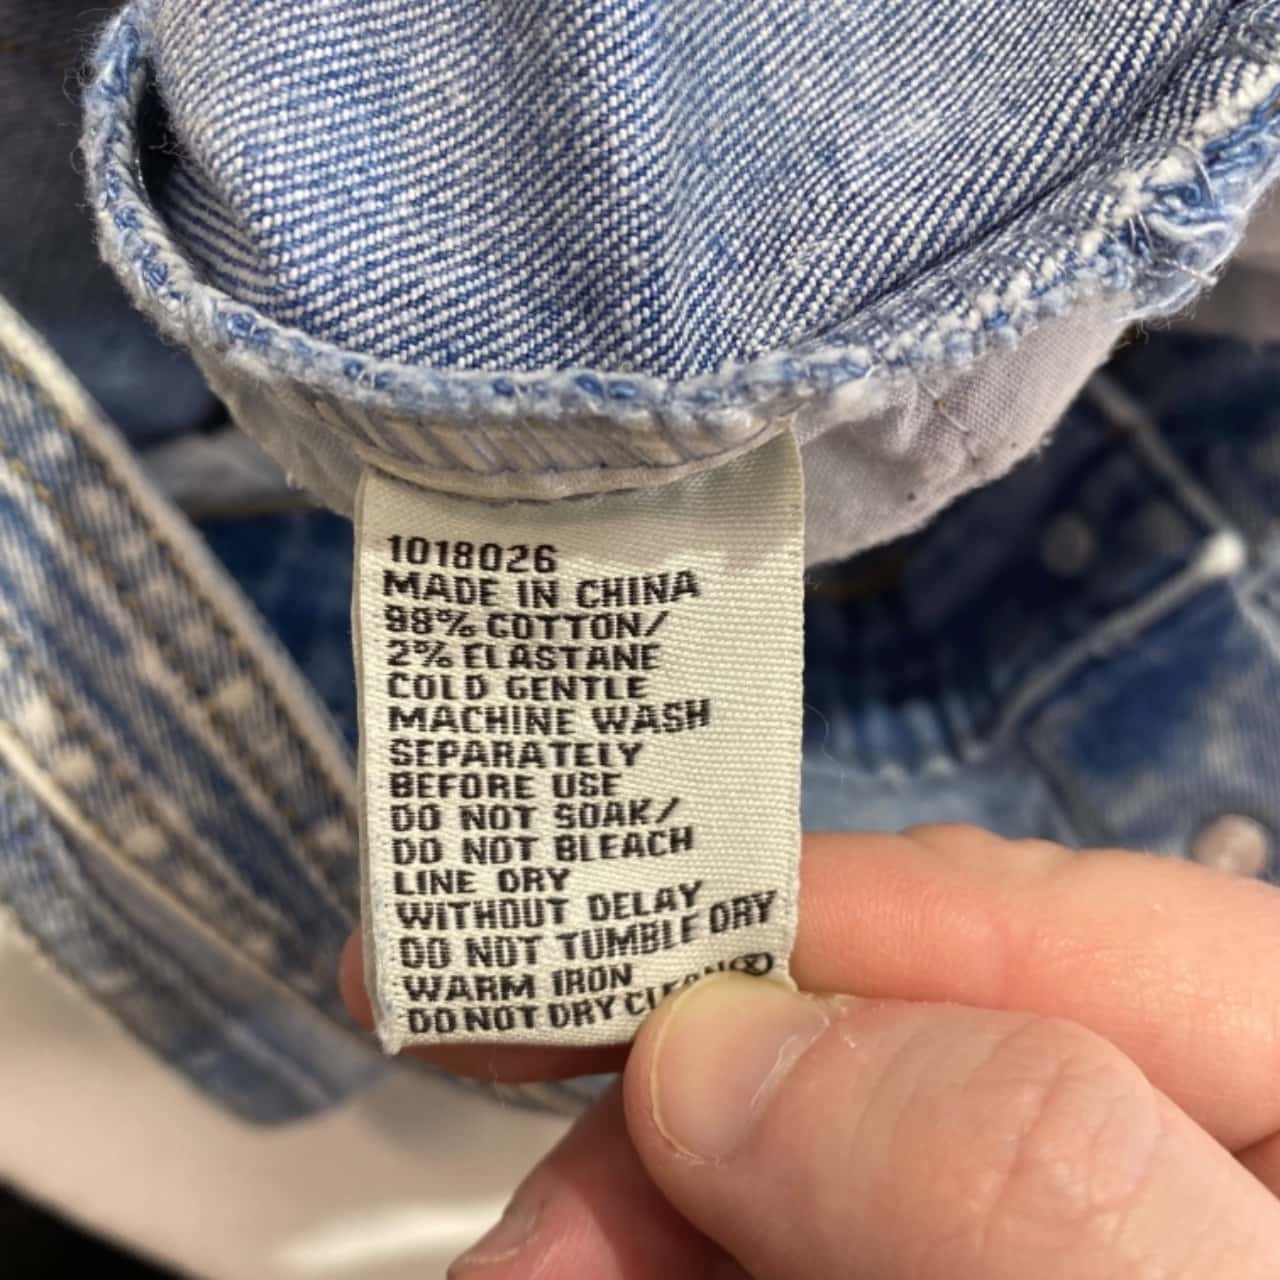 1018026
MADE IN CHINA
98% COTTON/
2% ELASTANE
COLD GENTLE
MACHINE WASH
SEPARATELY
BEFORE USE
DO NOT SOAK/
DO NOT BLEACH
LINE DRY
WITHOUT DELAY
DO NOT TUMBLE DRY
WARM IRON
DO NOT DRY CLEAN Ⓧ